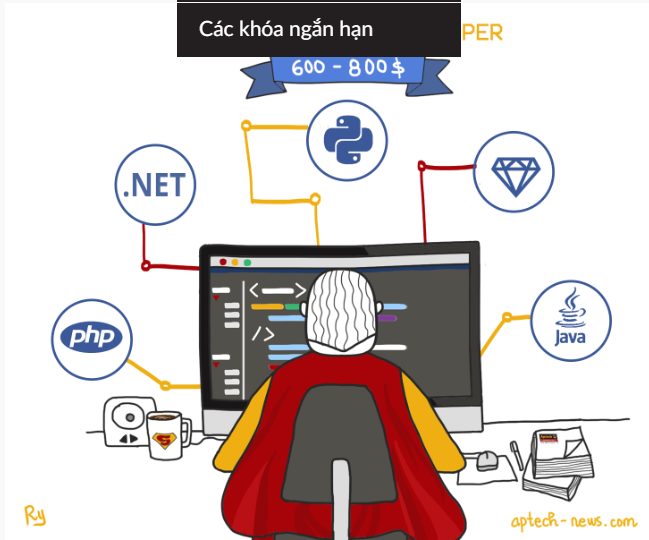 Các khóa ngắn hạn
PER
600 - 800$
.NET
php
Java
< >
/>
S
Ry
aptech-news.com